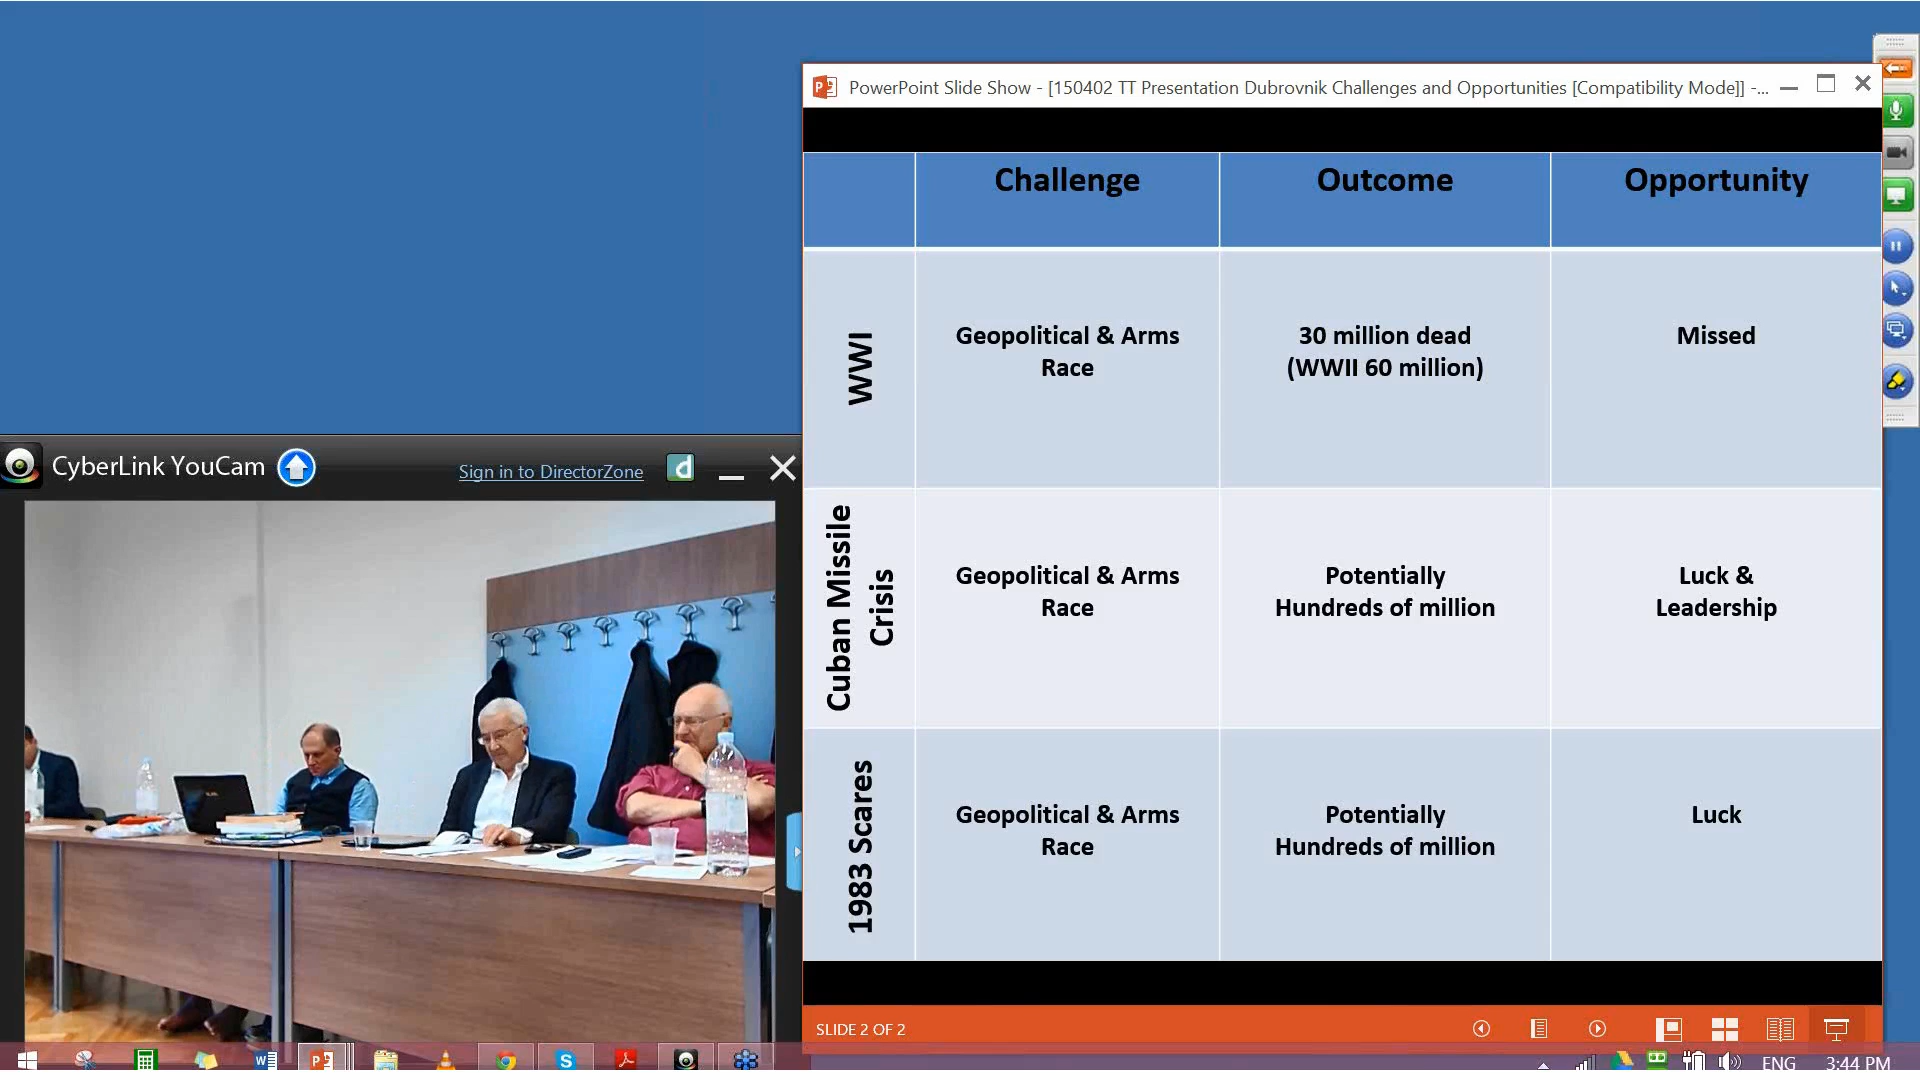 PowerPoint Slide Show - [150402 TT Presentation Dubrovnik Challenges and Opportunities [Compatibility Mode]] -...
Challenge
Outcome
Opportunity
WWI
Geopolitical & Arms
Race
30 million dead
(WWII 60 million)
Missed
Cuban Missile
Crisis
Geopolitical & Arms
Race
Potentially
Hundreds of million
Luck &
Leadership
1983 Scares
Geopolitical & Arms
Race
Potentially
Hundreds of million
Luck
SLIDE 2 OF 2
CyberLink YouCam
Sign in to DirectorZone
ENG
3:44 PM